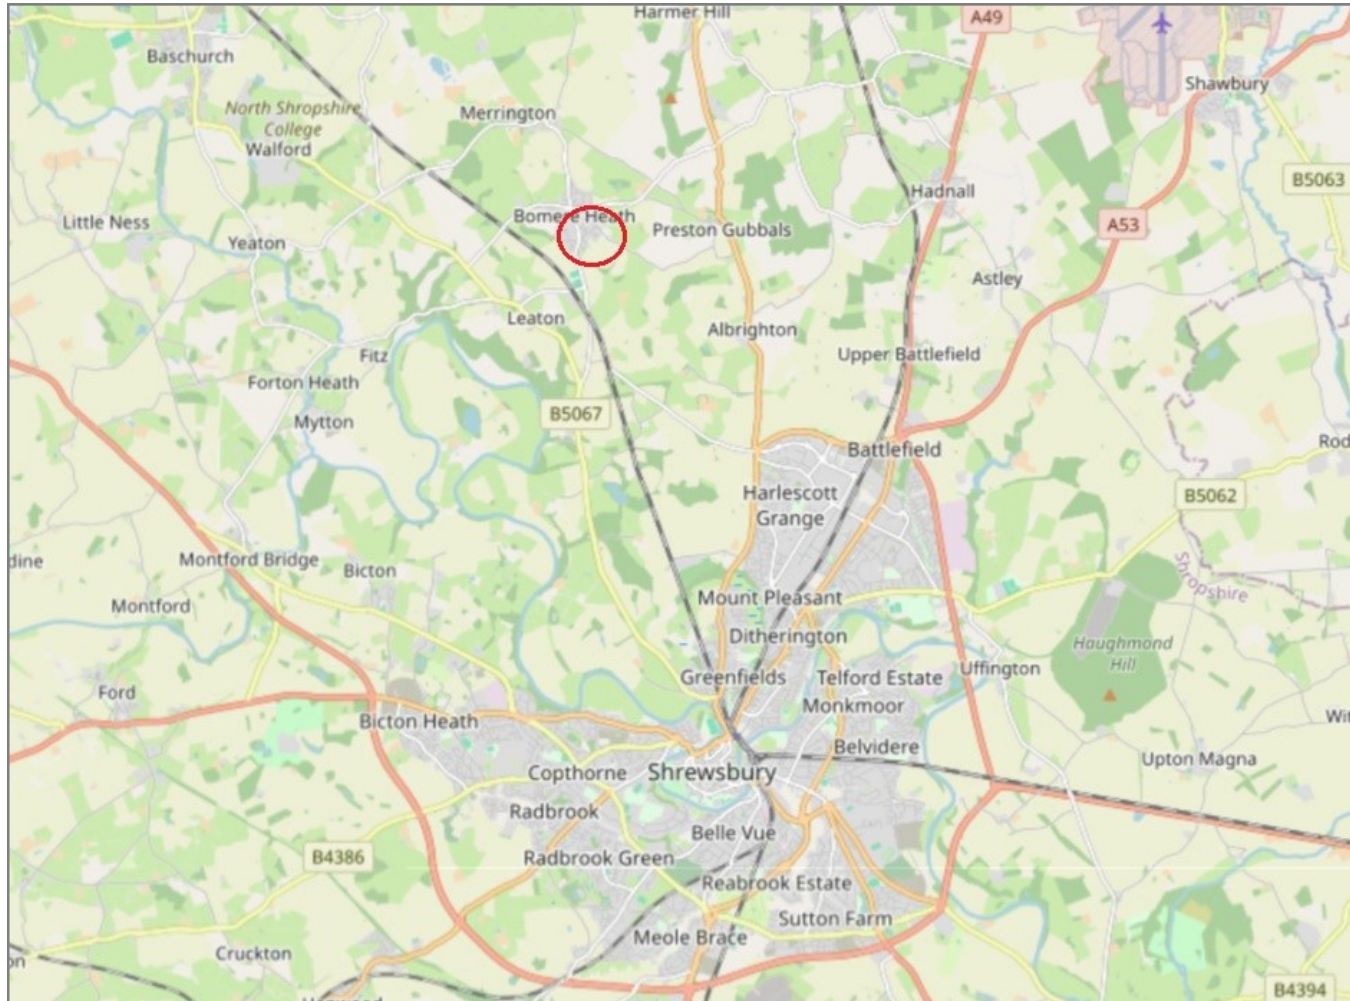 Harmer Hill
A49
Baschurch
Shawbury
North Shropshire
College
Walford
Merrington
B5063
Hadnall
Little Ness
Bomere Heath
Preston Gubbals
A53
Yeaton
Astley
Leaton
Albrighton
Fitz
Upper Battlefield
Forton Heath
B5067
Mytton
Battlefield
Rod
Harlescott
Grange
B5062
dine
Montford Bridge
Bicton
Shropshire
Montford
Mount Pleasant
Ditherington
Haughmond
Hill
Greenfields
Telford Estate
Uffington
Ford
Monkmoor
Bicton Heath
Wit
Belvidere
Upton Magna
Copthorne
Shrewsbury
Radbrook
Belle Vue
B4386
Radbrook Green
Reabrook Estate
Sutton Farm
Meole Brace
Cruckton
on
B4394